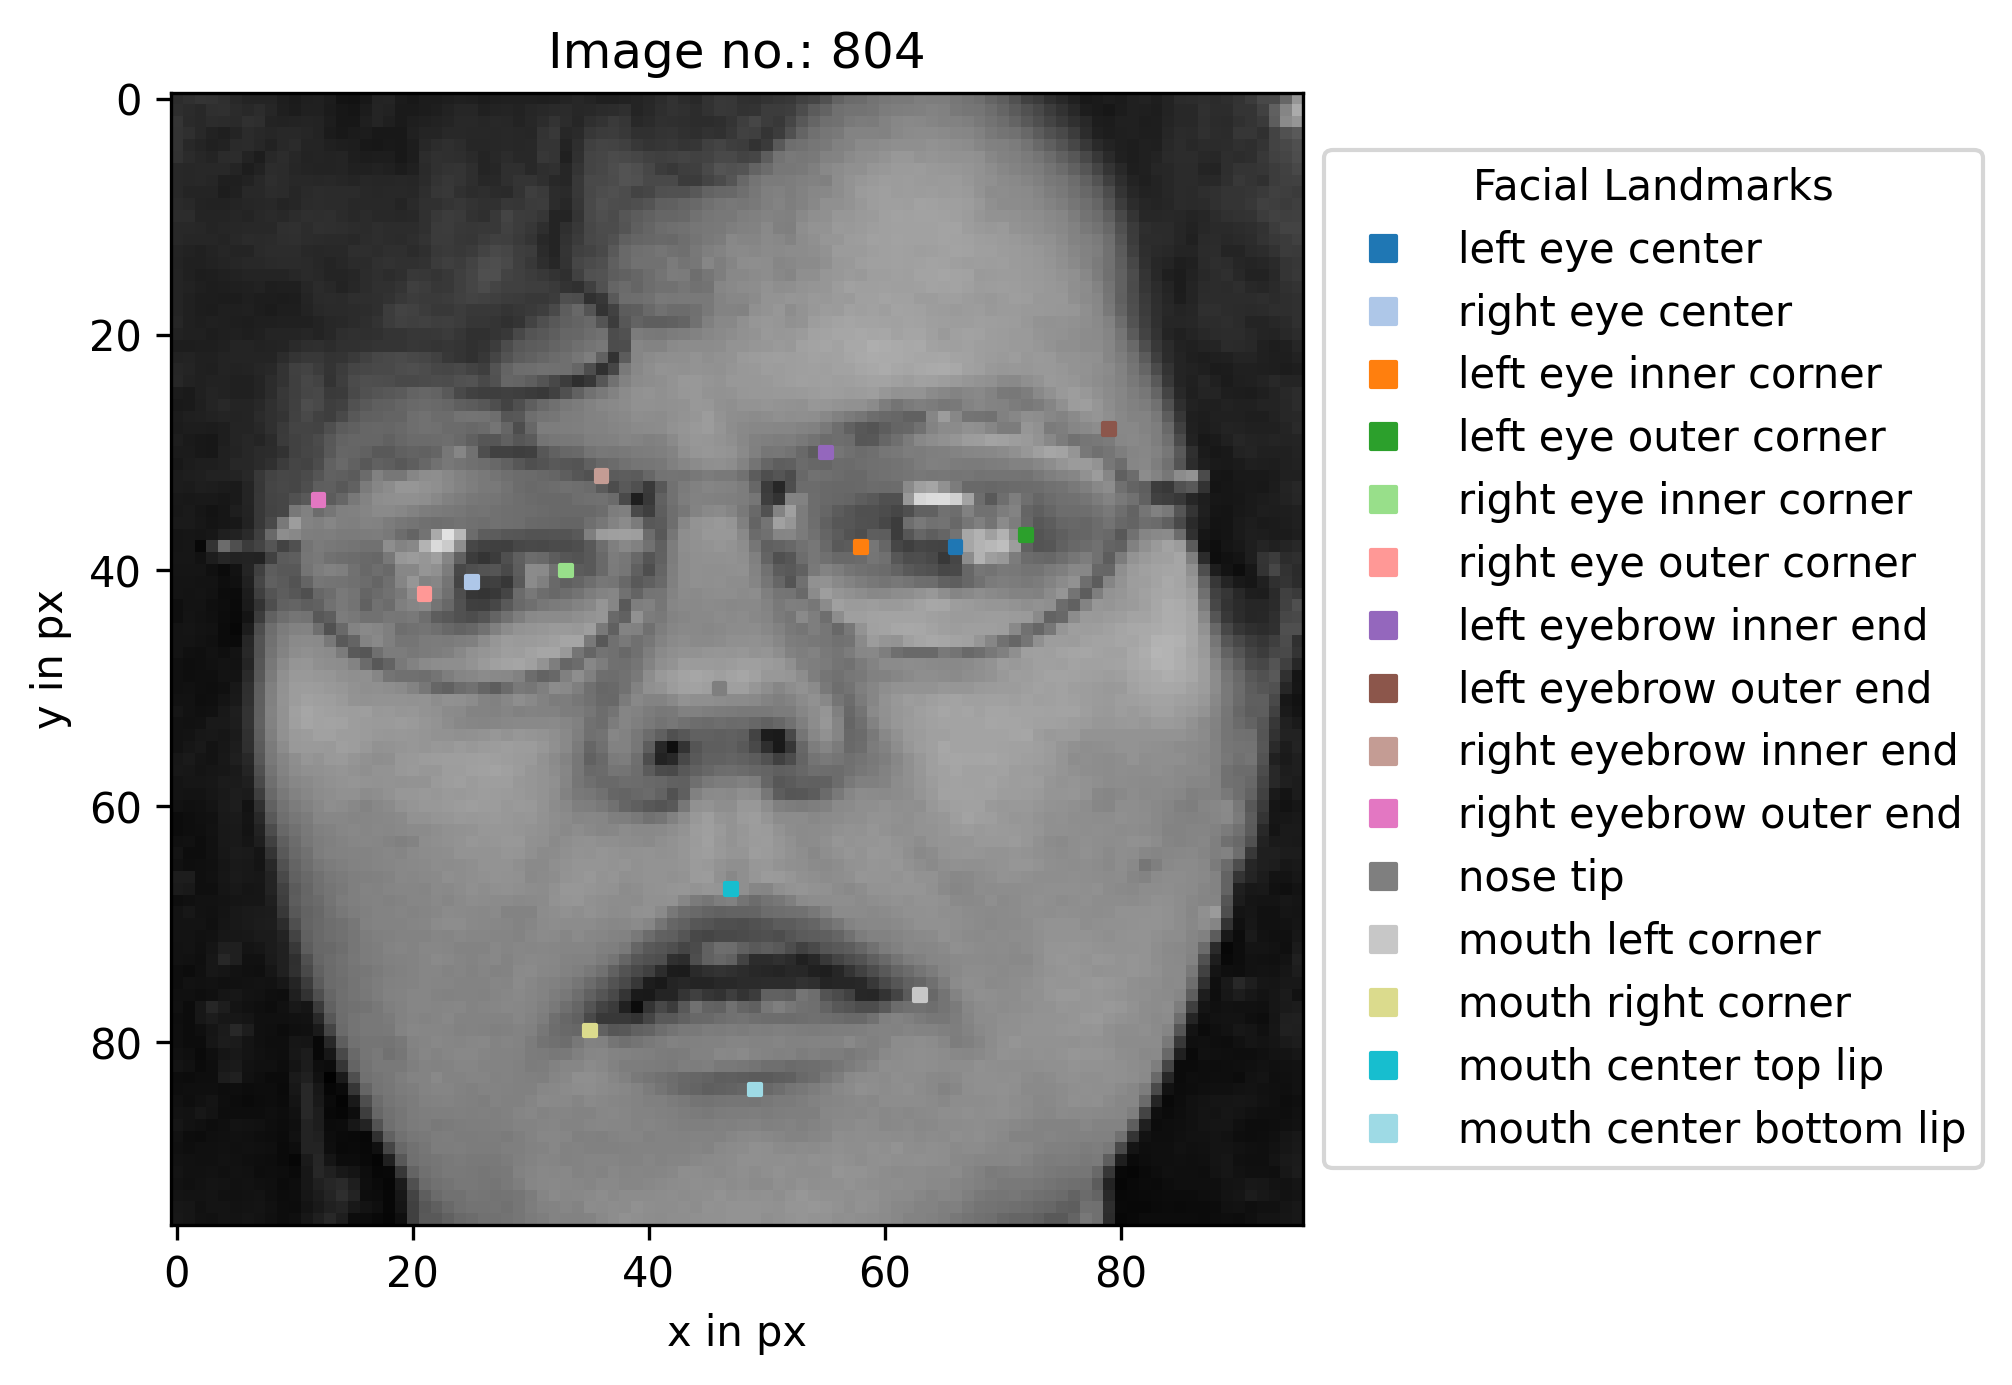 Image no.: 804
0
20
40
60
80
y in px
0 20 40 60 80
x in px
Facial Landmarks
left eye center
right eye center
left eye inner corner
left eye outer corner
right eye inner corner
right eye outer corner
left eyebrow inner end
left eyebrow outer end
right eyebrow inner end
right eyebrow outer end
nose tip
mouth left corner
mouth right corner
mouth center top lip
mouth center bottom lip